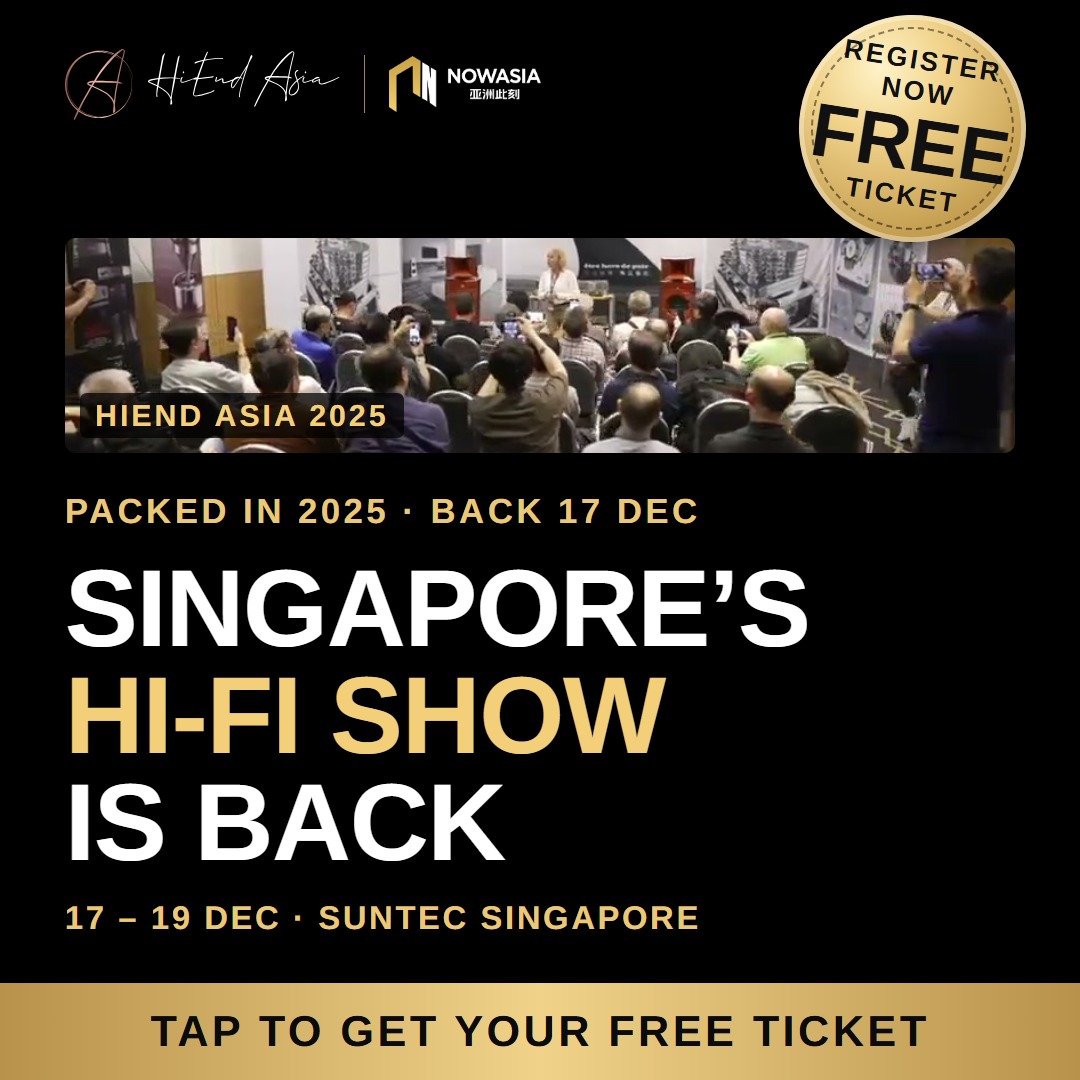 HiEnd Asia
NOWASIA
亚洲此刻
REGISTER
NOW
FREE
TICKET
HIEND ASIA 2025
PACKED IN 2025 · BACK 17 DEC
SINGAPORE’S
HI-FI SHOW
IS BACK
17 – 19 DEC · SUNTEC SINGAPORE
TAP TO GET YOUR FREE TICKET